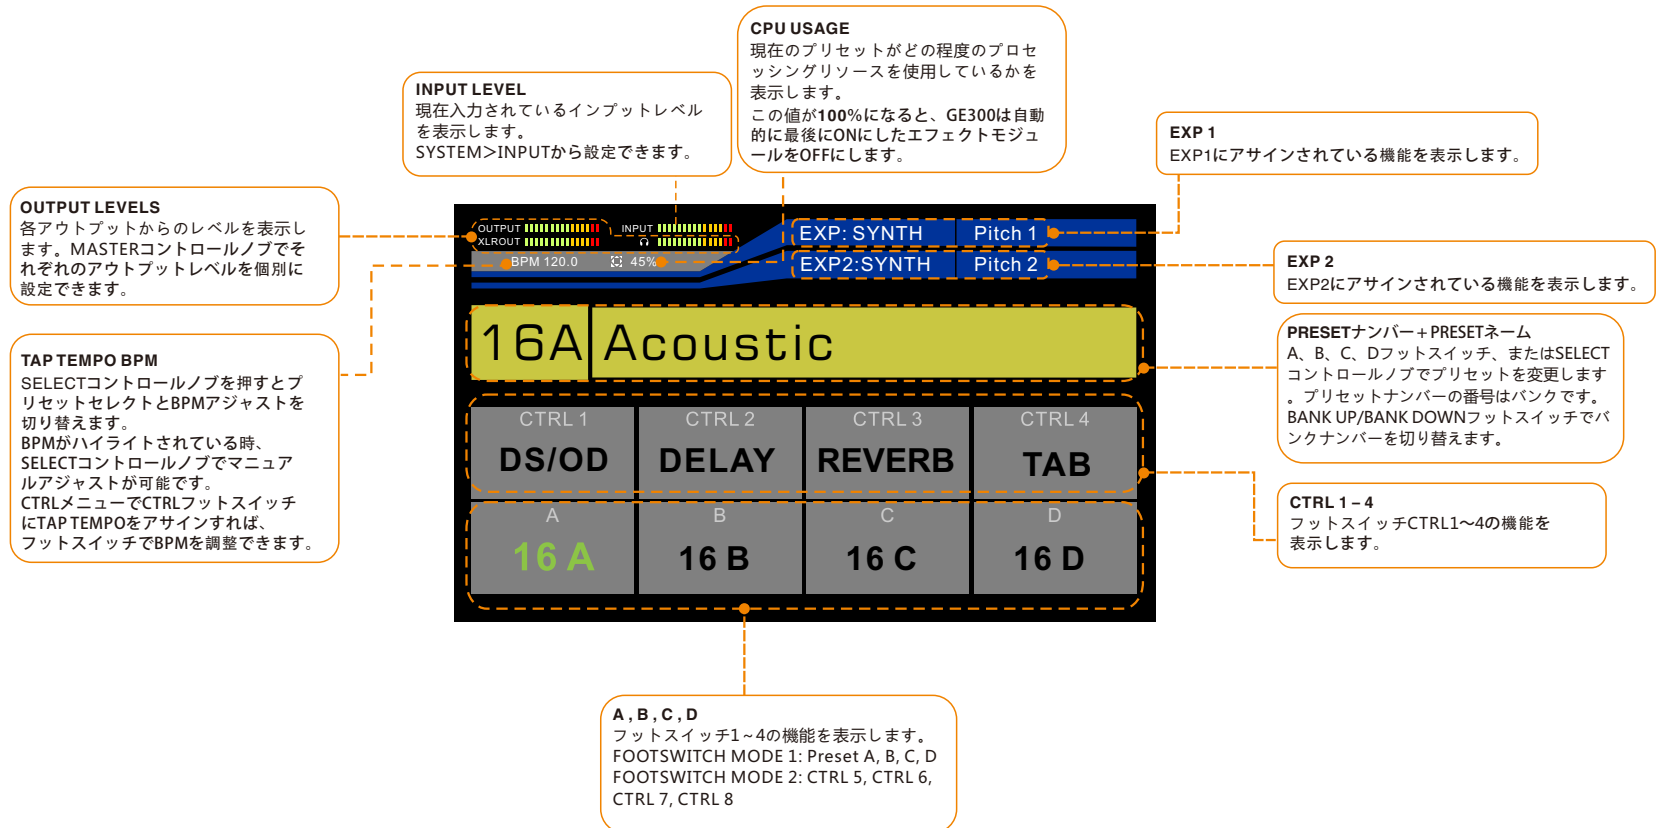 CPU USAGE
現在のプリセットがどの程度のプロセ
ッシングリソースを使用しているかを
表示します。
この値が100%になると、GE300は自動
的に最後にONにしたエフェクトモジュ
ールをOFFにします。
INPUT LEVEL
現在入力されているインプットレベル
を表示します。
SYSTEM>INPUTから設定できます。
EXP 1
EXP1にアサインされている機能を表示します。
OUTPUT LEVELS
各アウトプットからのレベルを表示し
ます。MASTERコントロールノブでそ
れぞれのアウトプットレベルを個別に
設定できます。
OUTPUT
INPUT
XLROUT
BPM 120.0
45%
EXP: SYNTH
Pitch 1
EXP2:SYNTH
Pitch 2
EXP 2
EXP2にアサインされている機能を表示します。
TAP TEMPO BPM
SELECTコントロールノブを押すとプ
リセットセレクトとBPMアジャストを
切り替えます。
BPMがハイライトされている時、
SELECTコントロールノブでマニュア
ルアジャストが可能です。
CTRLメニューでCTRLフットスイッチ
にTAP TEMPOをアサインすれば、
フットスイッチでBPMを調整できます。
16A
Acoustic
PRESETナンバー+PRESETネーム
A、B、C、Dフットスイッチ、またはSELECT
コントロールノブでプリセットを変更します
。プリセットナンバーの番号はバンクです。
BANK UP/BANK DOWNフットスイッチでバ
ンクナンバーを切り替えます。
CTRL 1
CTRL 2
CTRL 3
CTRL 4
DS/OD
DELAY
REVERB
TAB
CTRL 1 – 4
フットスイッチCTRL1〜4の機能を
表示します。
A
B
C
D
16 A
16 B
16 C
16 D
A , B , C , D
フットスイッチ1~4の機能を表示します。
FOOTSWITCH MODE 1: Preset A, B, C, D
FOOTSWITCH MODE 2: CTRL 5, CTRL 6,
CTRL 7, CTRL 8